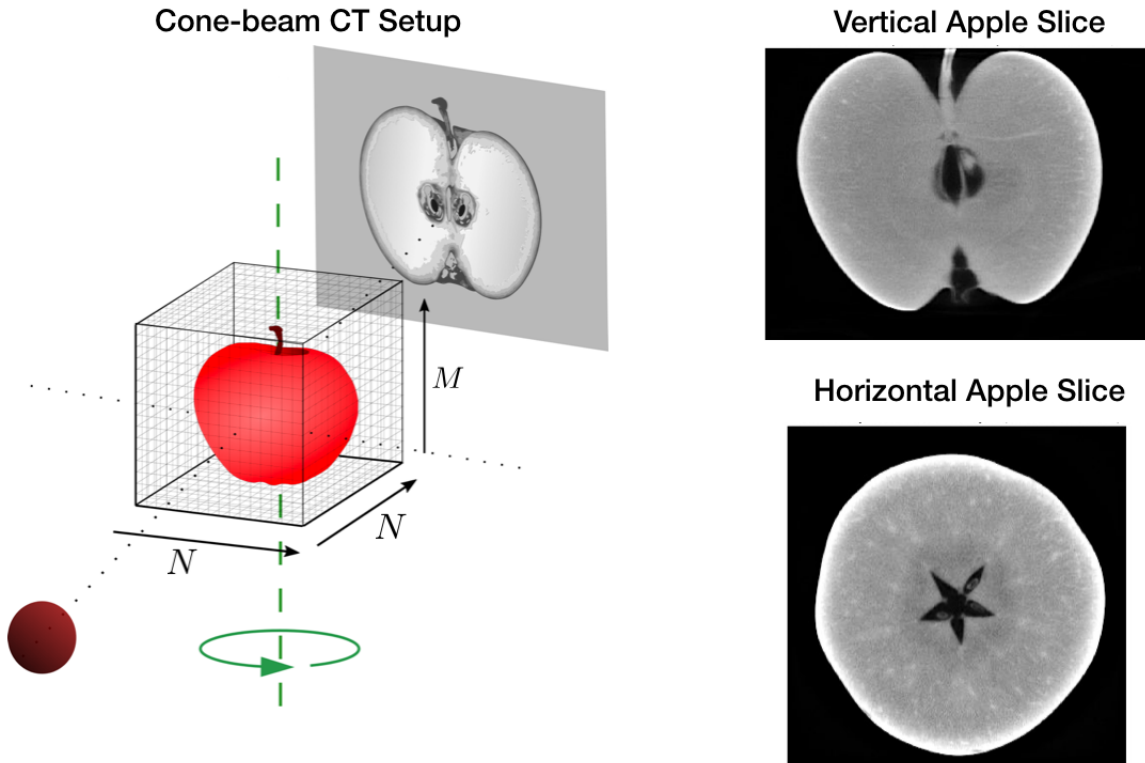 Cone-beam CT Setup
M
N
N
Vertical Apple Slice
Horizontal Apple Slice